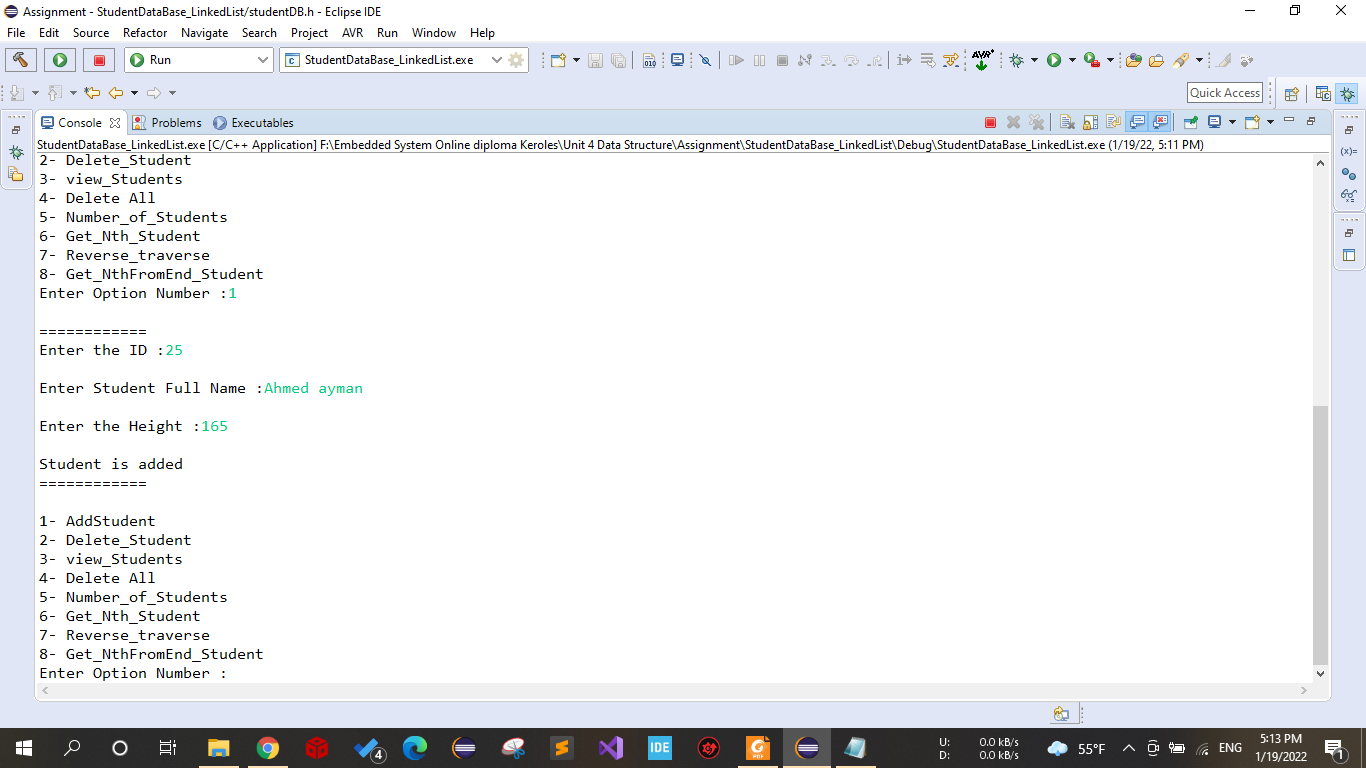 Assignment - StudentDataBase_LinkedList/studentDB.h - Eclipse IDE
File Edit Source Refactor Navigate Search Project AVR Run Window Help
Run StudentDataBase_LinkedList.exe AVR
Quick Access
Console Problems Executables
StudentDataBase_LinkedList.exe [C/C++ Application] F:\Embedded System Online diploma Keroles\Unit 4 Data Structure\Assignment\StudentDataBase_LinkedList\Debug\StudentDataBase_LinkedList.exe (1/19/22, 5:11 PM)
2- Delete_Student
3- view_Students
4- Delete All
5- Number_of_Students
6- Get_Nth_Student
7- Reverse_traverse
8- Get_NthFromEnd_Student
Enter Option Number :1
============
Enter the ID :25
Enter Student Full Name :Ahmed ayman
Enter the Height :165
Student is added
============
1- AddStudent
2- Delete_Student
3- view_Students
4- Delete All
5- Number_of_Students
6- Get_Nth_Student
7- Reverse_traverse
8- Get_NthFromEnd_Student
Enter Option Number :
4 IDE PDF
U: 0.0 kB/s
D: 0.0 kB/s
55°F ENG
5:13 PM
1/19/2022
1